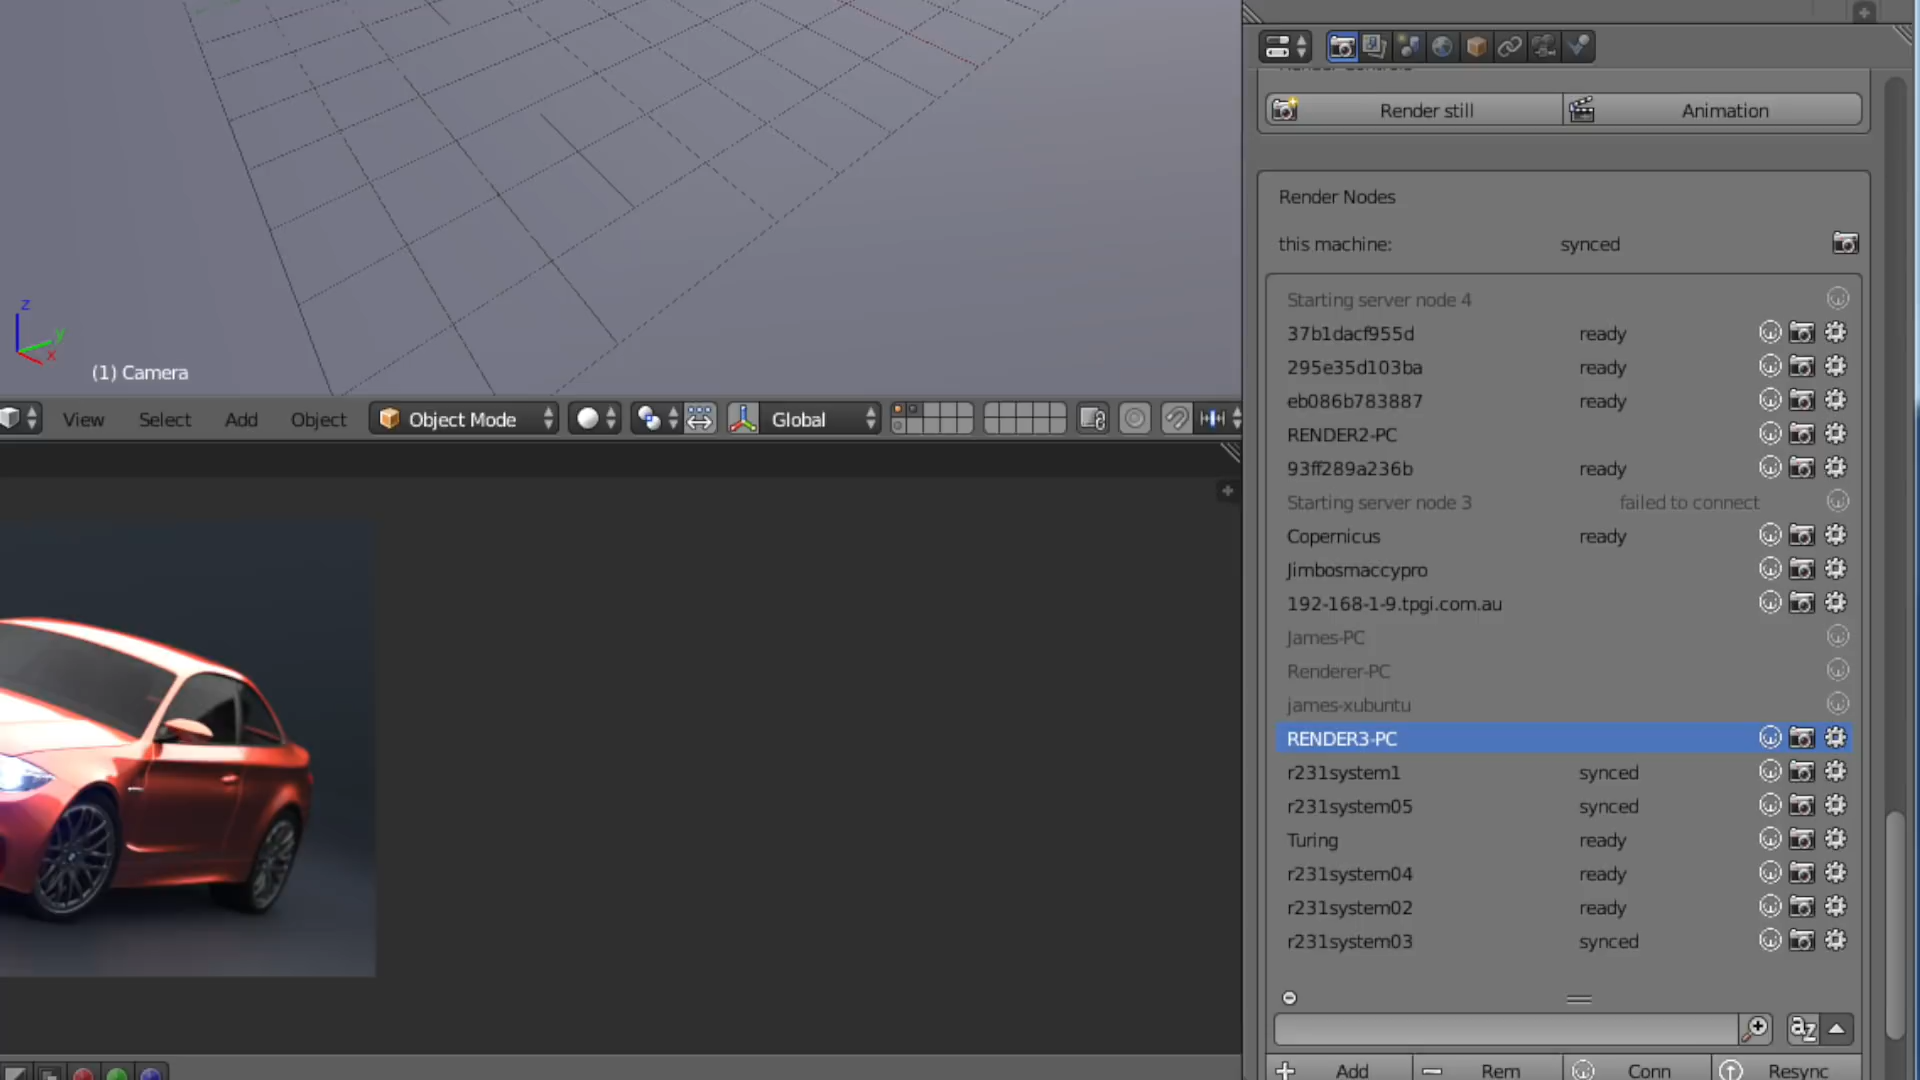 Render still
Animation
Render Nodes
this machine: synced
Starting server node 4
37b1dacf955d ready
295e35d103ba ready
eb086b783887 ready
RENDER2-PC
93ff289a236b ready
Starting server node 3 failed to connect
Copernicus ready
Jimbosmaccypro
192-168-1-9.tpgi.com.au
James-PC
Renderer-PC
james-xubuntu
RENDER3-PC
r231system1 synced
r231system05 synced
Turing ready
r231system04 ready
r231system02 ready
r231system03 synced
az
Add Rem Conn Resync
z
y
x
(1) Camera
View Select Add Object Object Mode Global